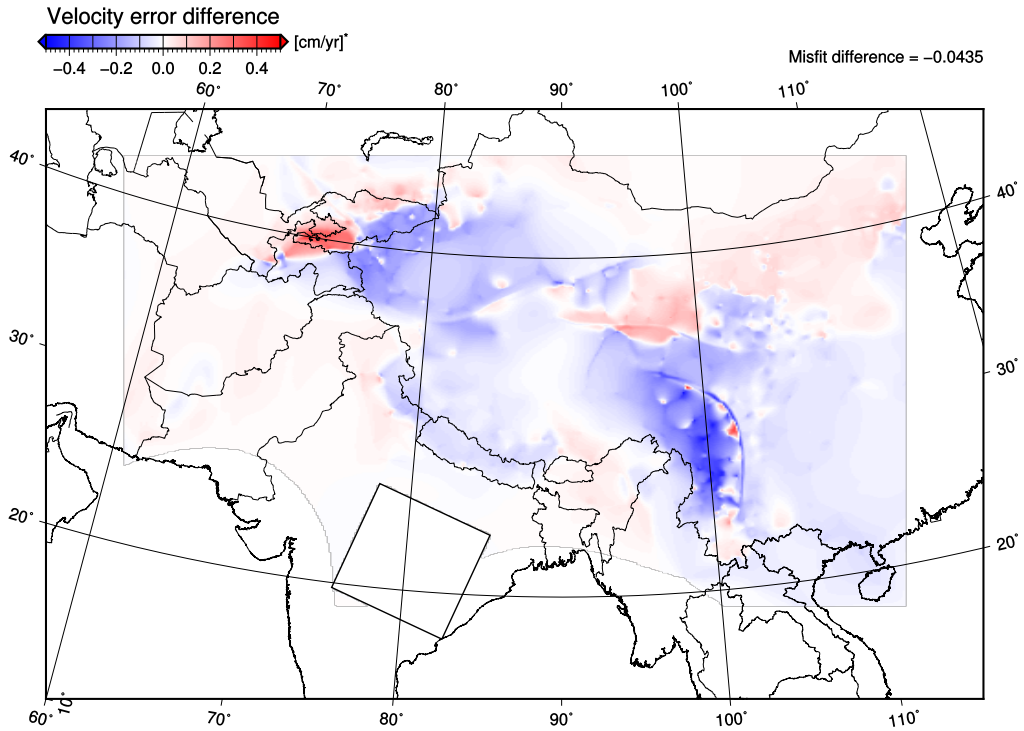 Velocity error difference
[cm/yr]*
−0.4 −0.2 0.0 0.2 0.4
Misfit difference = −0.0435
60° 70° 80° 90° 100° 110°
40° 40°
30° 30°
20° 20°
10°
60° 70° 80° 90° 100° 110°